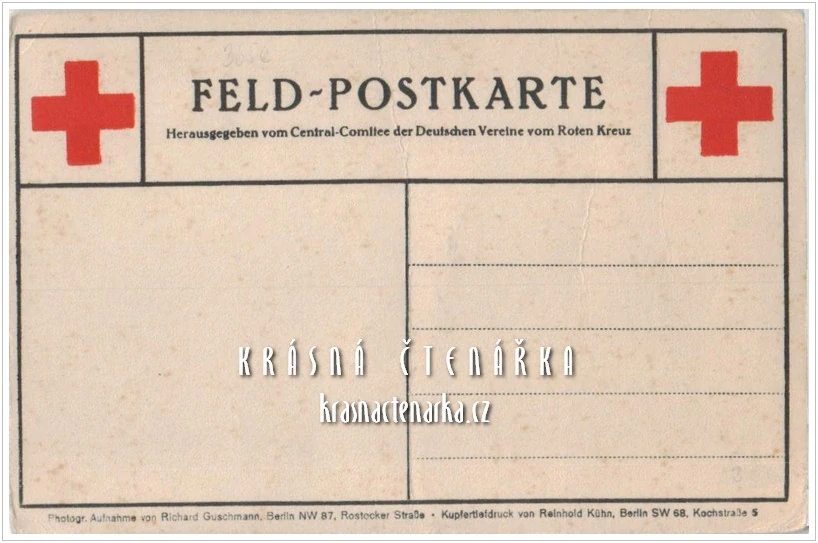 FELD-POSTKARTE
Herausgegeben vom Central-Comitee der Deutschen Vereine vom Roten Kreuz
KRÁSNÁ ČTENÁŘKA
krasnactenarka.cz
Photogr. Aufnahme von Richard Guschmann, Berlin NW 87, Rostocker Straße • Kupfertiefdruck von Reinhold Kühn, Berlin SW 68, Kochstraße 5